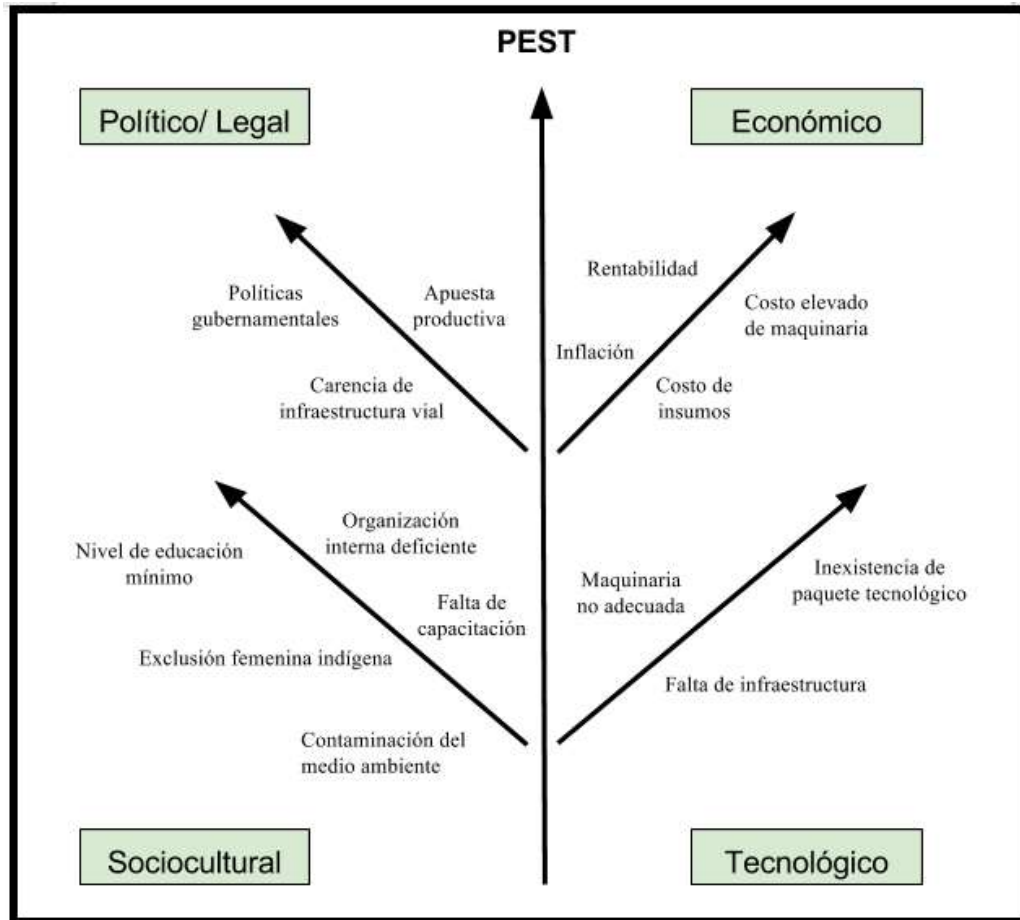 PEST
Político/ Legal
Económico
Políticas
gubernamentales
Apuesta
productiva
Carencia de
infraestructura vial
Rentabilidad
Costo elevado
de maquinaria
Inflación
Costo de
insumos
Nivel de educación
mínimo
Organización
interna deficiente
Falta de
capacitación
Exclusión femenina indígena
Contaminación del
medio ambiente
Maquinaria
no adecuada
Inexistencia de
paquete tecnológico
Falta de infraestructura
Sociocultural
Tecnológico